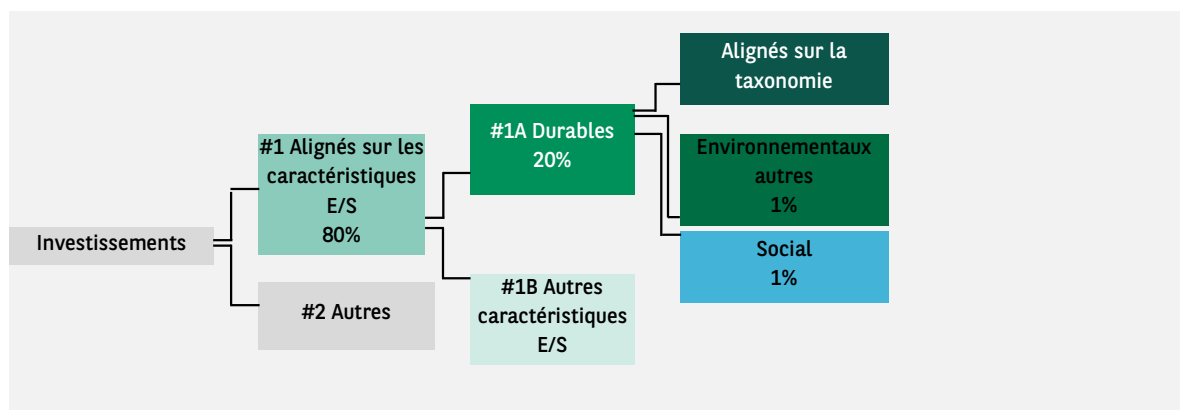 Investissements
#1 Alignés sur les
caractéristiques
E/S
80%
#2 Autres
#1A Durables
20%
#1B Autres
caractéristiques
E/S
Alignés sur la
taxonomie
Environnementaux
autres
1%
Social
1%